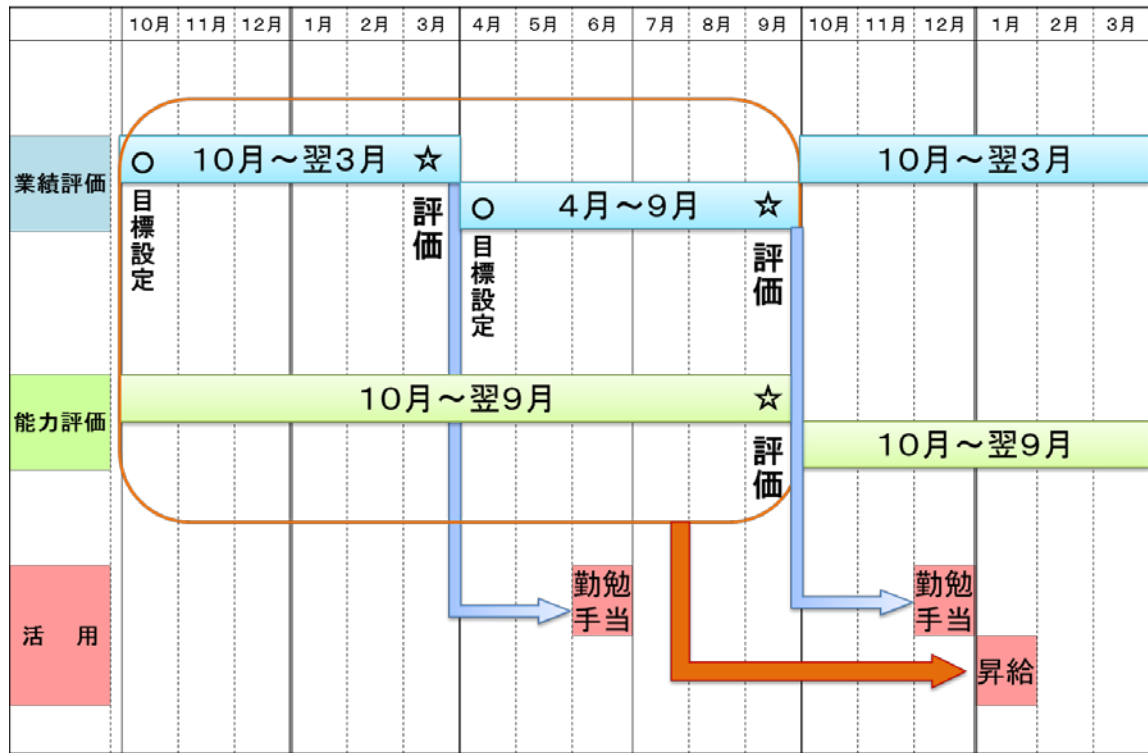 10月 11月 12月 1月 2月 3月 4月 5月 6月 7月 8月 9月 10月 11月 12月 1月 2月 3月
業績評価
○ 10月～翌3月 ☆
10月～翌3月
目標設定
評価
○ 4月～9月 ☆
目標設定
評価
能力評価
10月～翌9月 ☆
評価
10月～翌9月
活 用
勤勉
手当
勤勉
手当
昇給